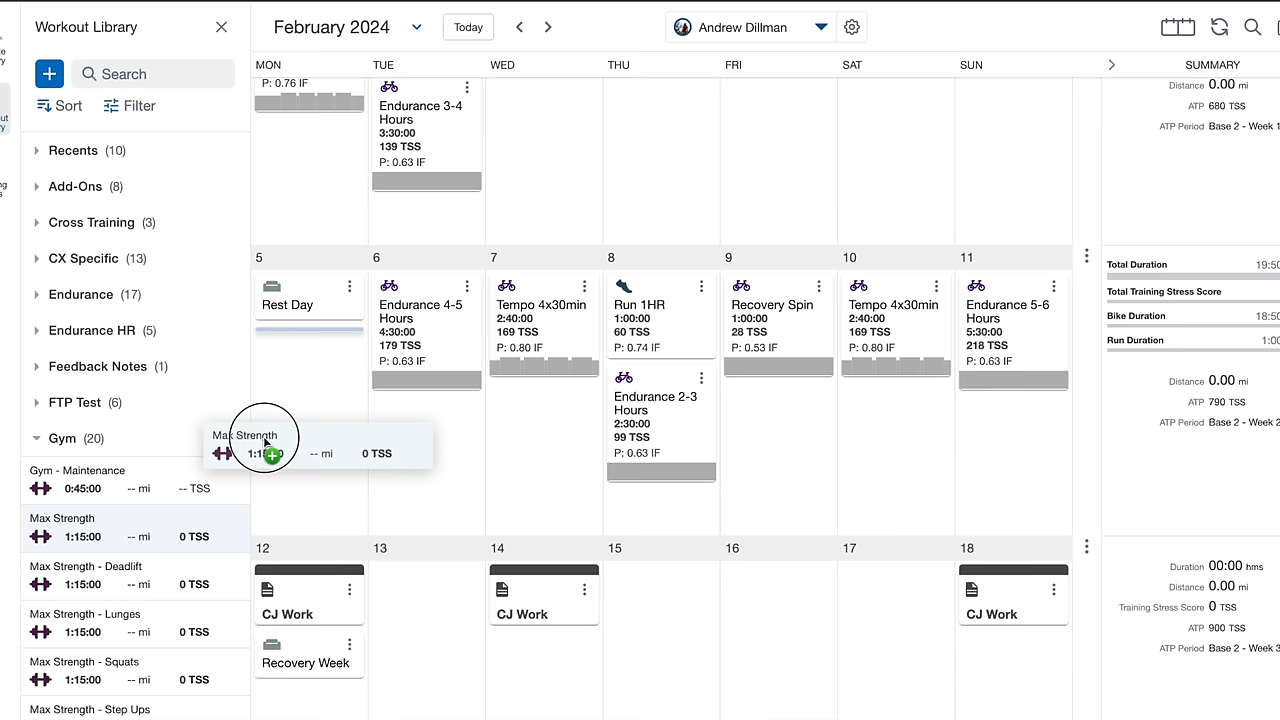 Workout Library
February 2024
Today
Andrew Dillman
Search
Sort
Filter
MON
TUE
WED
THU
FRI
SAT
SUN
SUMMARY
Recents (10)
Add-Ons (8)
Cross Training (3)
CX Specific (13)
Endurance (17)
Endurance HR (5)
Feedback Notes (1)
FTP Test (6)
Gym (20)
Gym - Maintenance
0:45:00 -- mi -- TSS
Max Strength
1:15:00 -- mi 0 TSS
Max Strength - Deadlift
1:15:00 -- mi 0 TSS
Max Strength - Lunges
1:15:00 -- mi 0 TSS
Max Strength - Squats
1:15:00 -- mi 0 TSS
Max Strength - Step Ups
P: 0.76 IF
Endurance 3-4
Hours
3:30:00
139 TSS
P: 0.63 IF
Distance 0.00 mi
ATP 680 TSS
ATP Period Base 2 - Week 1
5
6
7
8
9
10
11
Rest Day
Endurance 4-5
Hours
4:30:00
179 TSS
P: 0.63 IF
Tempo 4x30min
2:40:00
169 TSS
P: 0.80 IF
Run 1HR
1:00:00
60 TSS
P: 0.74 IF
Endurance 2-3
Hours
2:30:00
99 TSS
P: 0.63 IF
Recovery Spin
1:00:00
28 TSS
P: 0.53 IF
Tempo 4x30min
2:40:00
169 TSS
P: 0.80 IF
Endurance 5-6
Hours
5:30:00
218 TSS
P: 0.63 IF
Max Strength
-- mi 0 TSS
Total Duration 19:50
Total Training Stress Score
Bike Duration 18:50
Run Duration 1:00
Distance 0.00 mi
ATP 790 TSS
ATP Period Base 2 - Week 2
12
13
14
15
16
17
18
CJ Work
Recovery Week
CJ Work
CJ Work
Duration 00:00 hms
Distance 0.00 mi
Training Stress Score 0 TSS
ATP 900 TSS
ATP Period Base 2 - Week 3